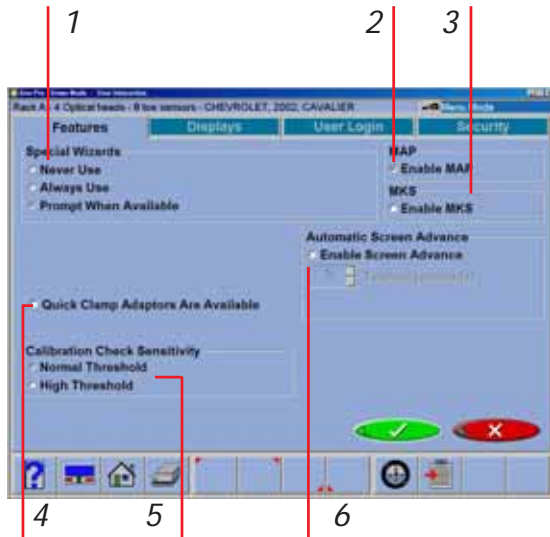 1 2 3
Rack A - 4 Optical heads - 8 toe sensors - CHEVROLET, 2002, CAVALIER
Menu Mode
Features Displays User Login Security
Special Wizards
Never Use
Always Use
Prompt When Available
MAP
Enable MAP
MKS
Enable MKS
Automatic Screen Advance
Enable Screen Advance
Quick Clamp Adaptors Are Available
Calibration Check Sensitivity
Normal Threshold
High Threshold
?
4 5 6